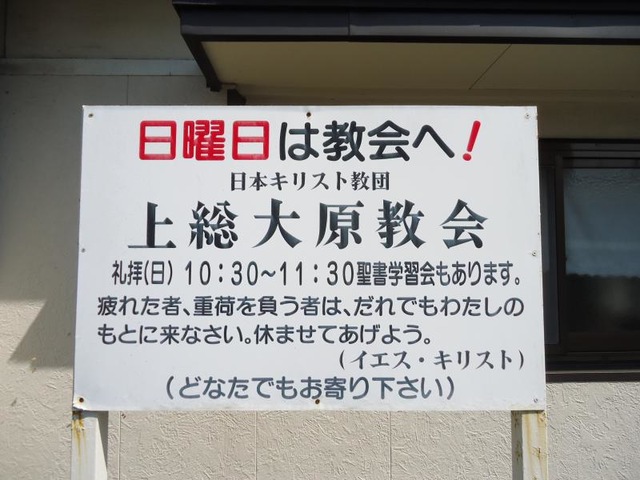 日曜日は教会へ！
日本キリスト教団
上総大原教会
礼拝(日) 10:30～11:30聖書学習会もあります。
疲れた者、重荷を負う者は、だれでもわたしの
もとに来なさい。休ませてあげよう。
(イエス・キリスト)
(どなたでもお寄り下さい)